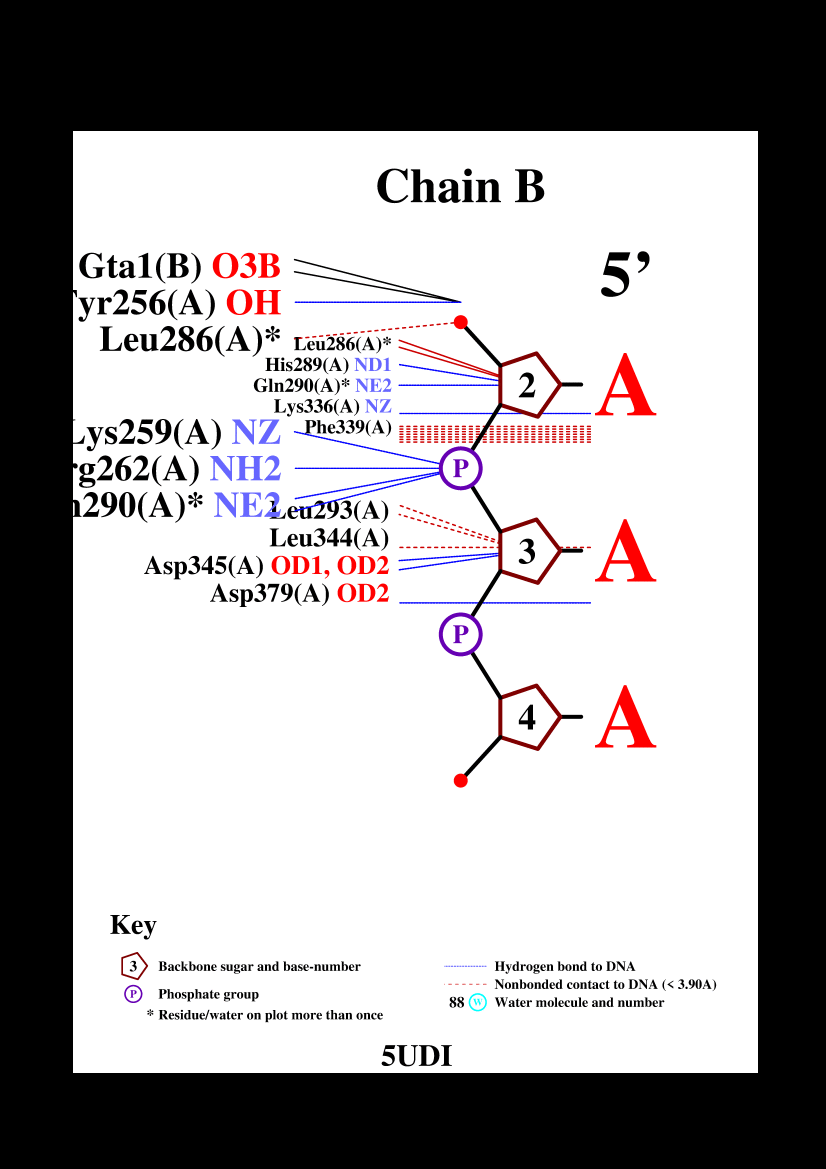 Chain B
5’
Gta1(B) O3B
Tyr256(A) OH
Leu286(A)*
Leu286(A)*
His289(A) ND1
2
A
Gln290(A)* NE2
Lys336(A) NZ
Phe339(A)
Lys259(A) NZ
rg262(A) NH2
P
n290(A)* NE2
Leu293(A)
Leu344(A)
3
A
Asp345(A) OD1, OD2
Asp379(A) OD2
P
4
A
Key
3 Backbone sugar and base-number
P Phosphate group
* Residue/water on plot more than once
Hydrogen bond to DNA
Nonbonded contact to DNA (< 3.90A)
88 W Water molecule and number
5UDI